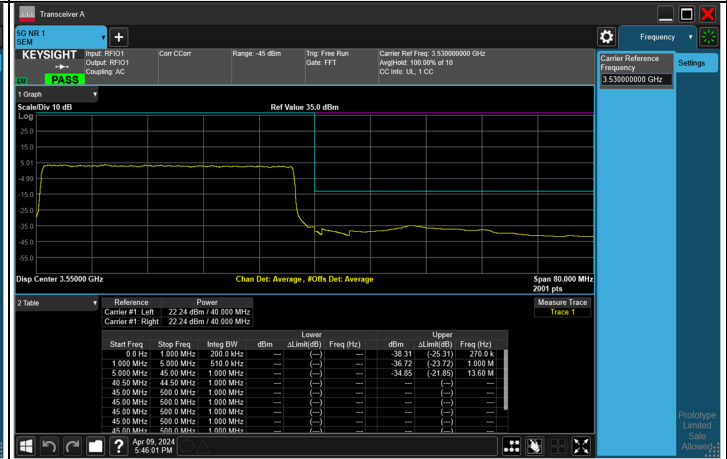 Transceiver A
5G NR 1
SEM
+
Frequency
KEYSIGHT
Input: RFIO1
Output: RFIO1
Coupling: AC
Corr CCorr
Range: -45 dBm
Trig: Free Run
Gate: FFT
Carrier Ref Freq: 3.530000000 GHz
Avg|Hold: 100.00% of 10
CC Info: UL, 1 CC
LXI
PASS
Carrier Reference
Frequency
3.530000000 GHz
Settings
1 Graph
Scale/Div 10 dB
Ref Value 35.0 dBm
Log
25.0
15.0
5.01
-4.99
-15.0
-25.0
-35.0
-45.0
-55.0
Disp Center 3.55000 GHz
Chan Det: Average, #Offs Det: Average
Span 80.000 MHz
2001 pts
2 Table
Reference Power
Carrier #1: Left 22.24 dBm / 40.000 MHz
Carrier #1: Right 22.24 dBm / 40.000 MHz
Measure Trace
Trace 1
Lower Upper
Start Freq Stop Freq Integ BW dBm ΔLimit(dB) Freq (Hz) dBm ΔLimit(dB) Freq (Hz)
0.0 Hz 1.000 MHz 200.0 kHz --- (---) --- -38.31 (-25.31) 270.0 k
1.000 MHz 5.000 MHz 510.0 kHz --- (---) --- -36.72 (-23.72) 1.000 M
5.000 MHz 45.00 MHz 1.000 MHz --- (---) --- -34.85 (-21.85) 13.60 M
40.50 MHz 44.50 MHz 1.000 MHz --- (---) --- --- (---) ---
45.00 MHz 500.0 MHz 1.000 MHz --- (---) --- --- (---) ---
45.00 MHz 500.0 MHz 1.000 MHz --- (---) --- --- (---) ---
45.00 MHz 500.0 MHz 1.000 MHz --- (---) --- --- (---) ---
45.00 MHz 500.0 MHz 1.000 MHz --- (---) --- --- (---) ---
45.00 MHz 500.0 MHz 1.000 MHz --- (---) --- --- (---) ---
Prototype
Limited
Sale
Allowed
?
Apr 09, 2024
5:46:01 PM